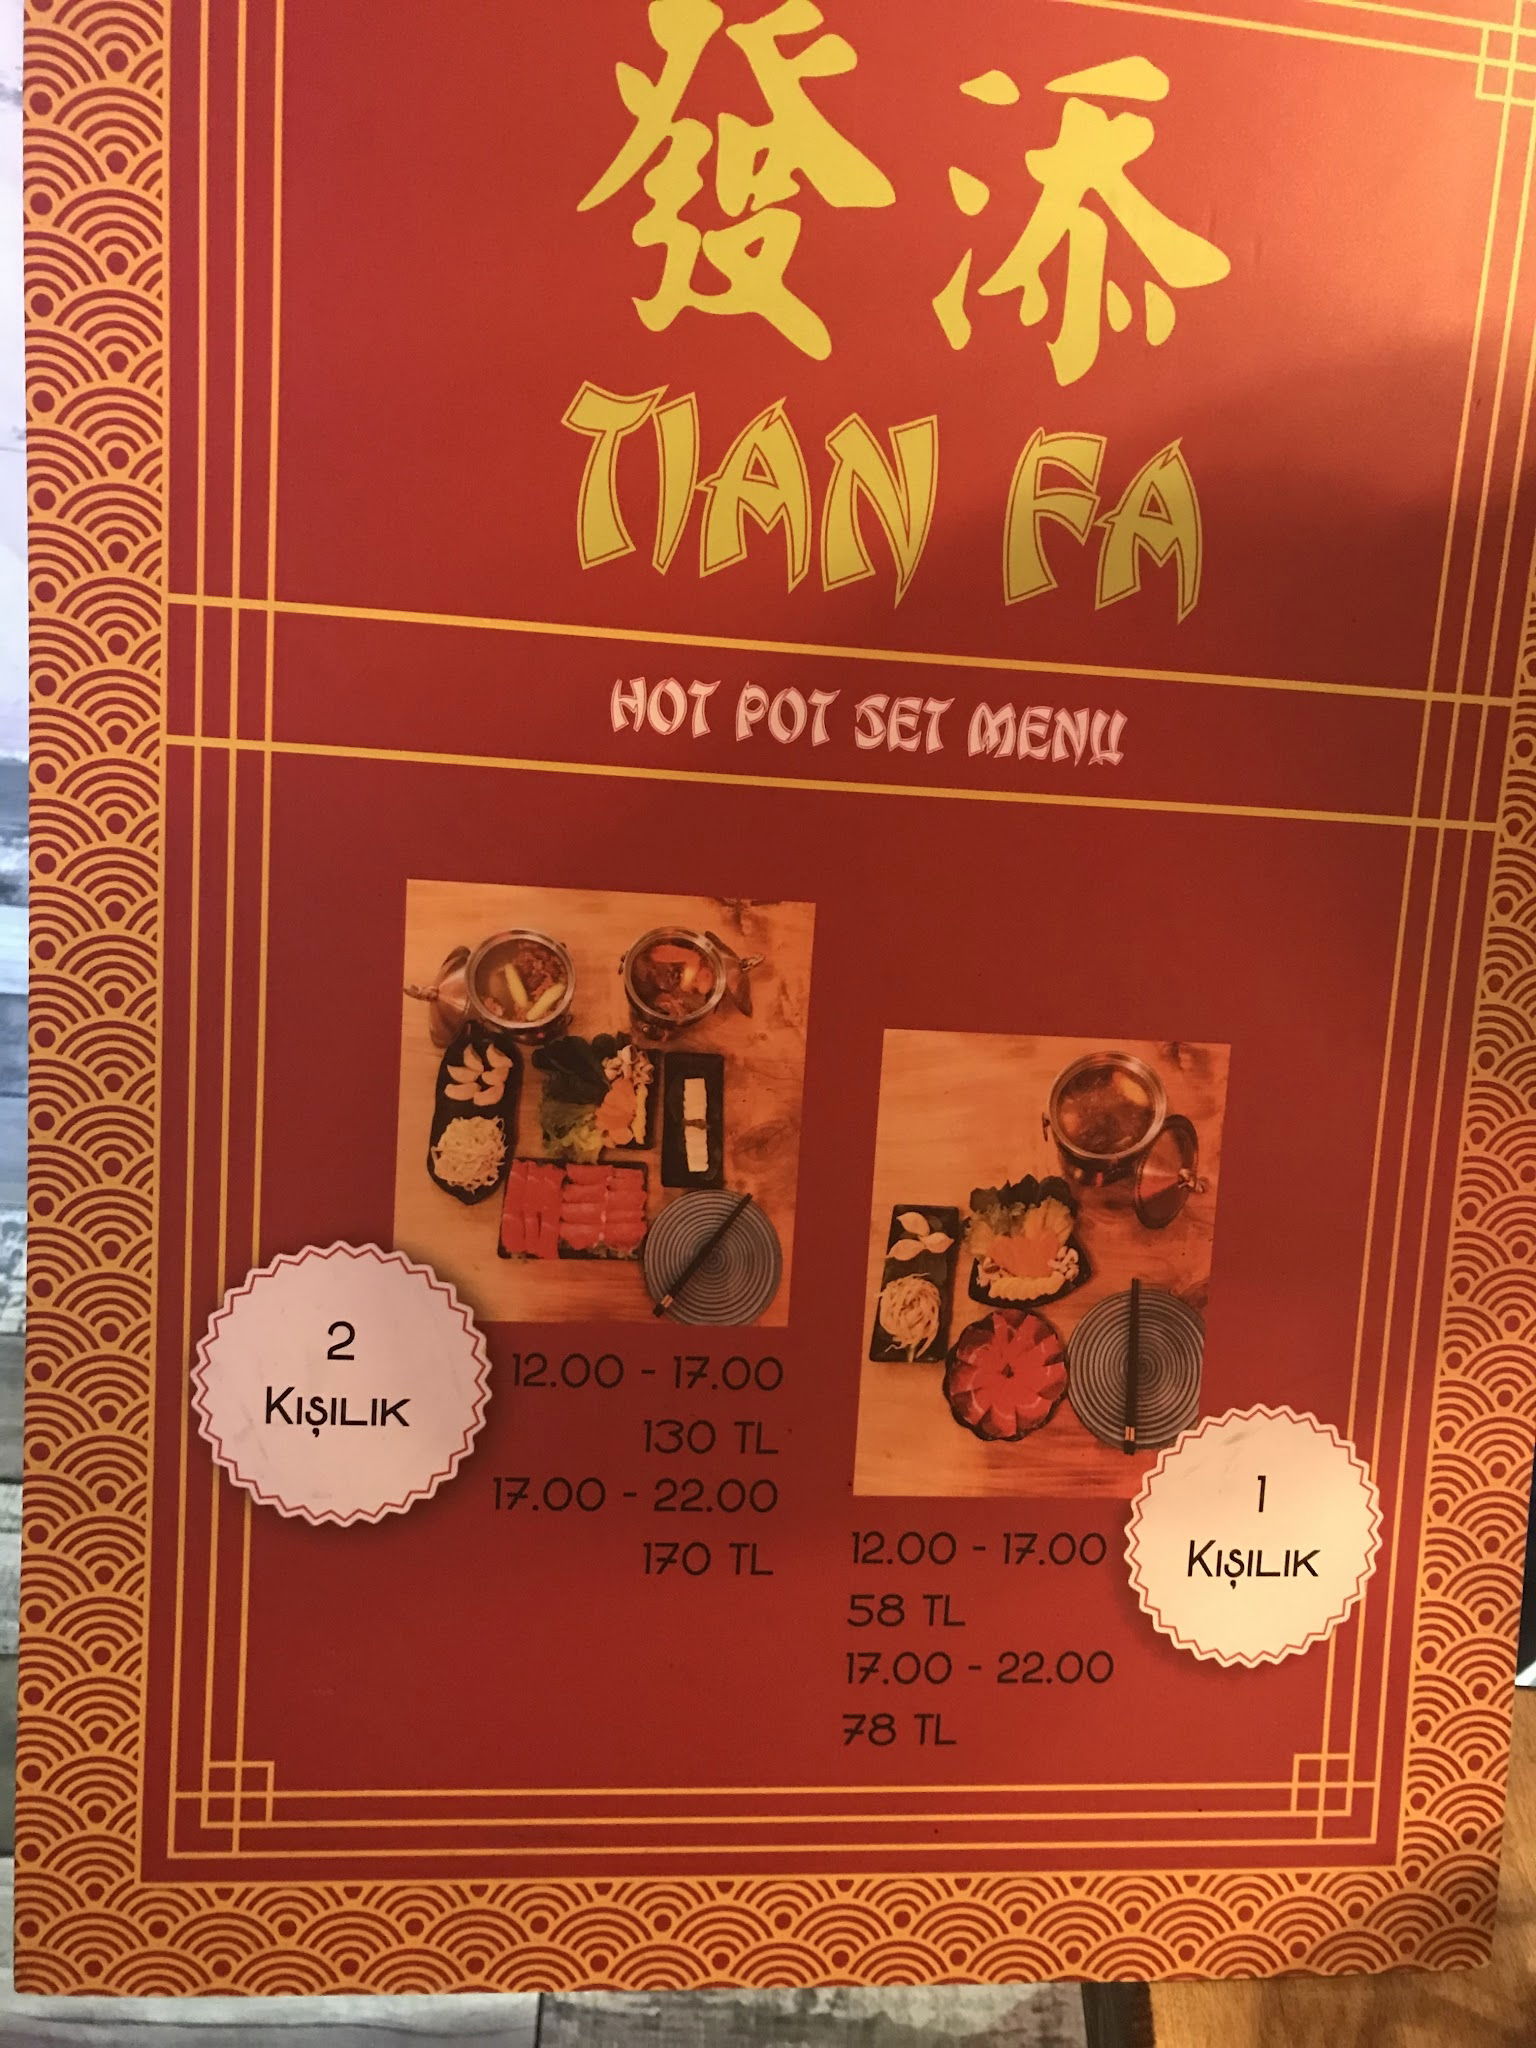 發添
TIAN FA
HOT POT SET MENU
2
KIŞILIK
12.00 - 17.00
130 TL
17.00 - 22.00
170 TL
1
KIŞILIK
12.00 - 17.00
58 TL
17.00 - 22.00
78 TL